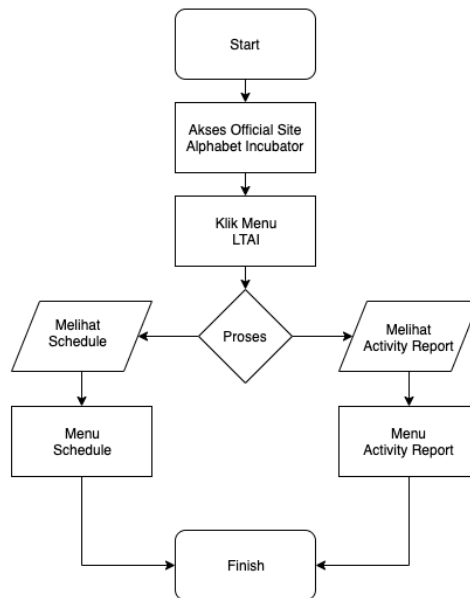 Start
Akses Official Site
Alphabet Incubator
Klik Menu
LTAI
Proses
Melihat
Schedule
Melihat
Activity Report
Menu
Schedule
Menu
Activity Report
Finish